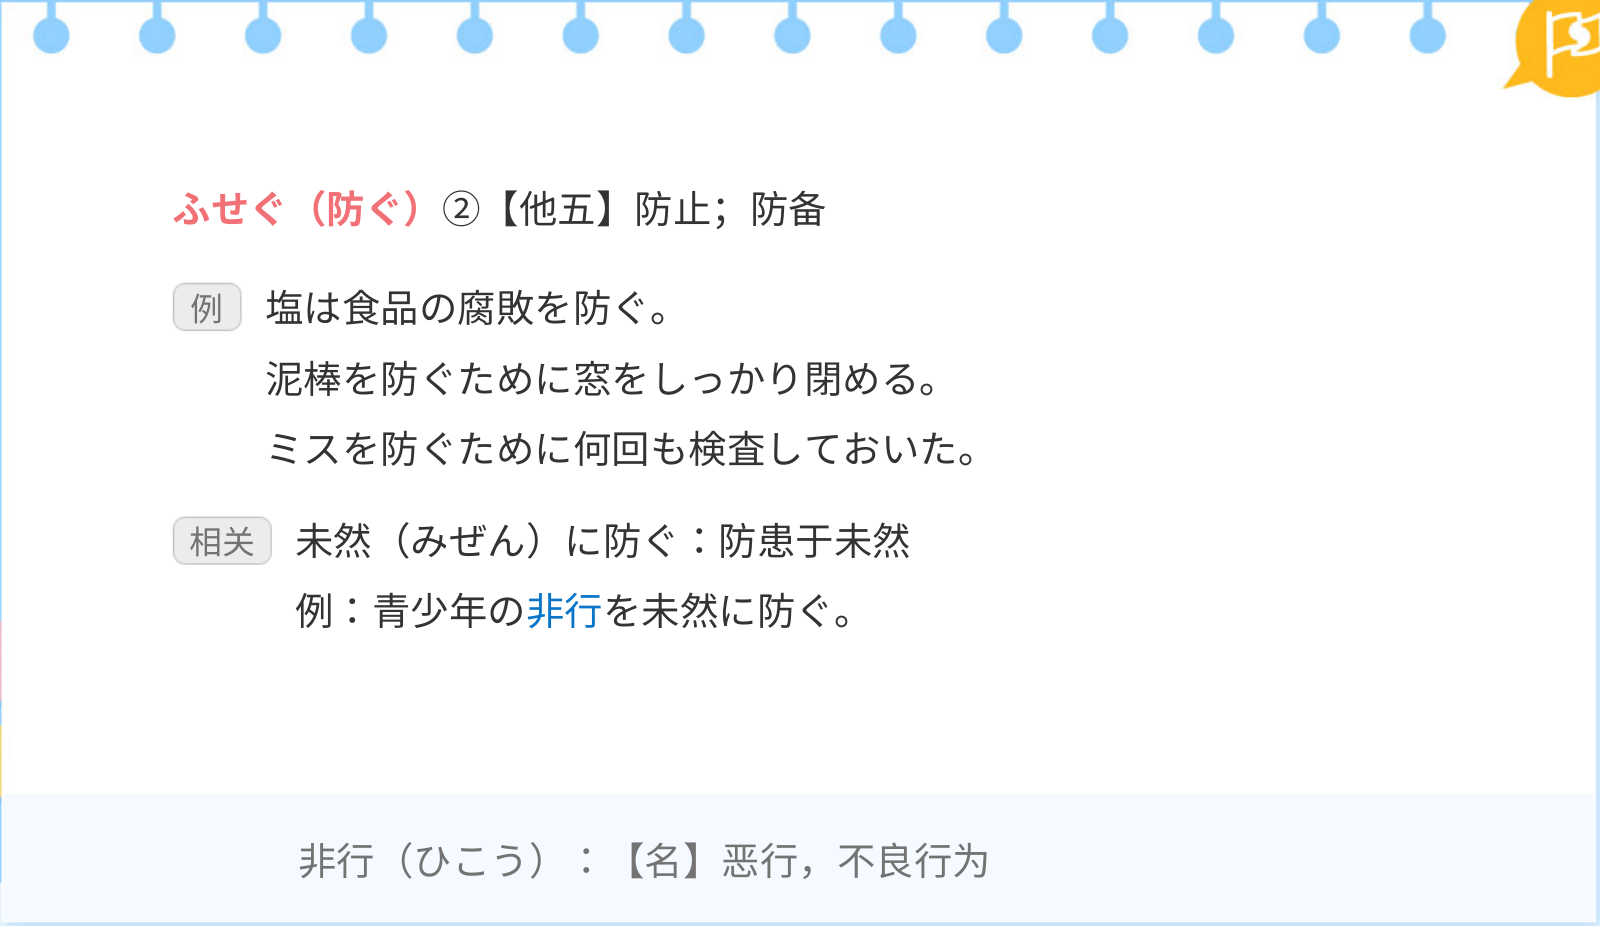 ふせぐ（防ぐ）②【他五】防止；防备
例 塩は食品の腐敗を防ぐ。
泥棒を防ぐために窓をしっかり閉める。
ミスを防ぐために何回も検査しておいた。
相关 未然（みぜん）に防ぐ：防患于未然
例：青少年の非行を未然に防ぐ。
非行（ひこう）：【名】恶行，不良行为